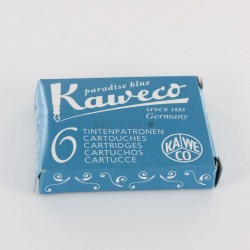 paradise blue
Kaweco
SINCE 1883
Germany
6
TINTENPATRONEN
CARTOUCHES
CARTRIDGES
CARTUCHOS
CARTUCCE
KA WE
CO